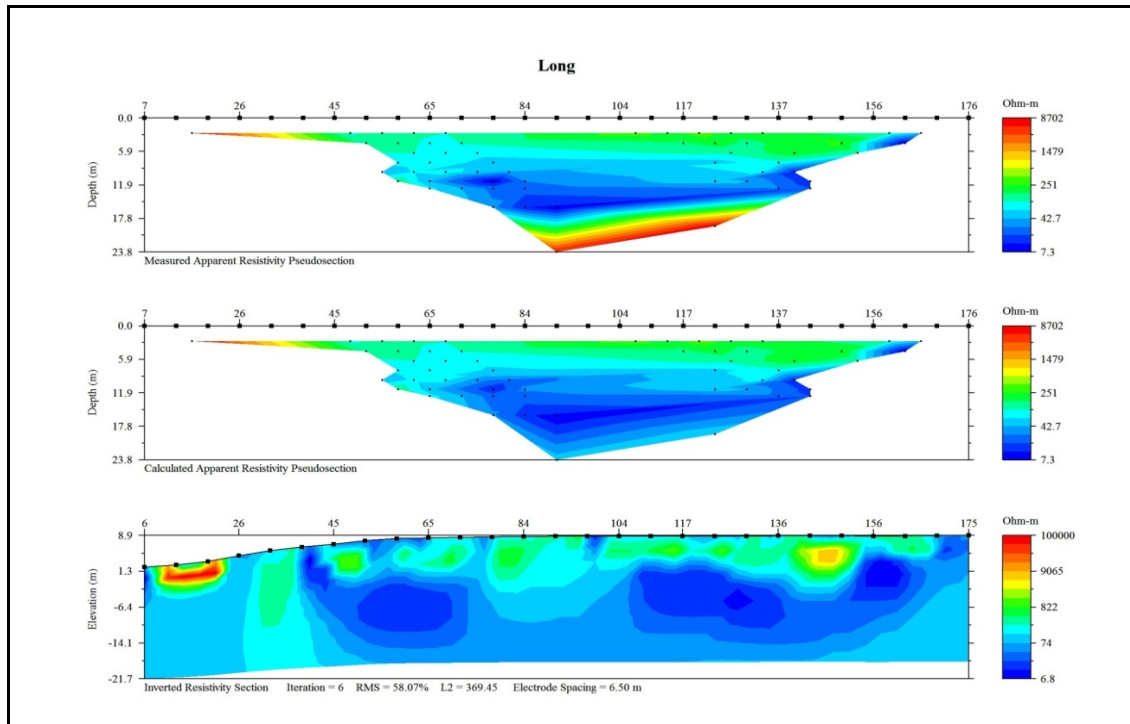 Long
7 26 45 65 84 104 117 137 156 176 Ohm-m
0.0 8702
5.9 1479
11.9 251
17.8 42.7
23.8 7.3
Depth (m)
Measured Apparent Resistivity Pseudosection
7 26 45 65 84 104 117 137 156 176 Ohm-m
0.0 8702
5.9 1479
11.9 251
17.8 42.7
23.8 7.3
Depth (m)
Calculated Apparent Resistivity Pseudosection
6 26 45 65 84 104 117 136 156 175 Ohm-m
8.9 100000
1.3 9065
-6.4 822
-14.1 74
-21.7 6.8
Elevation (m)
Inverted Resistivity Section Iteration = 6 RMS = 58.07% L2 = 369.45 Electrode Spacing = 6.50 m